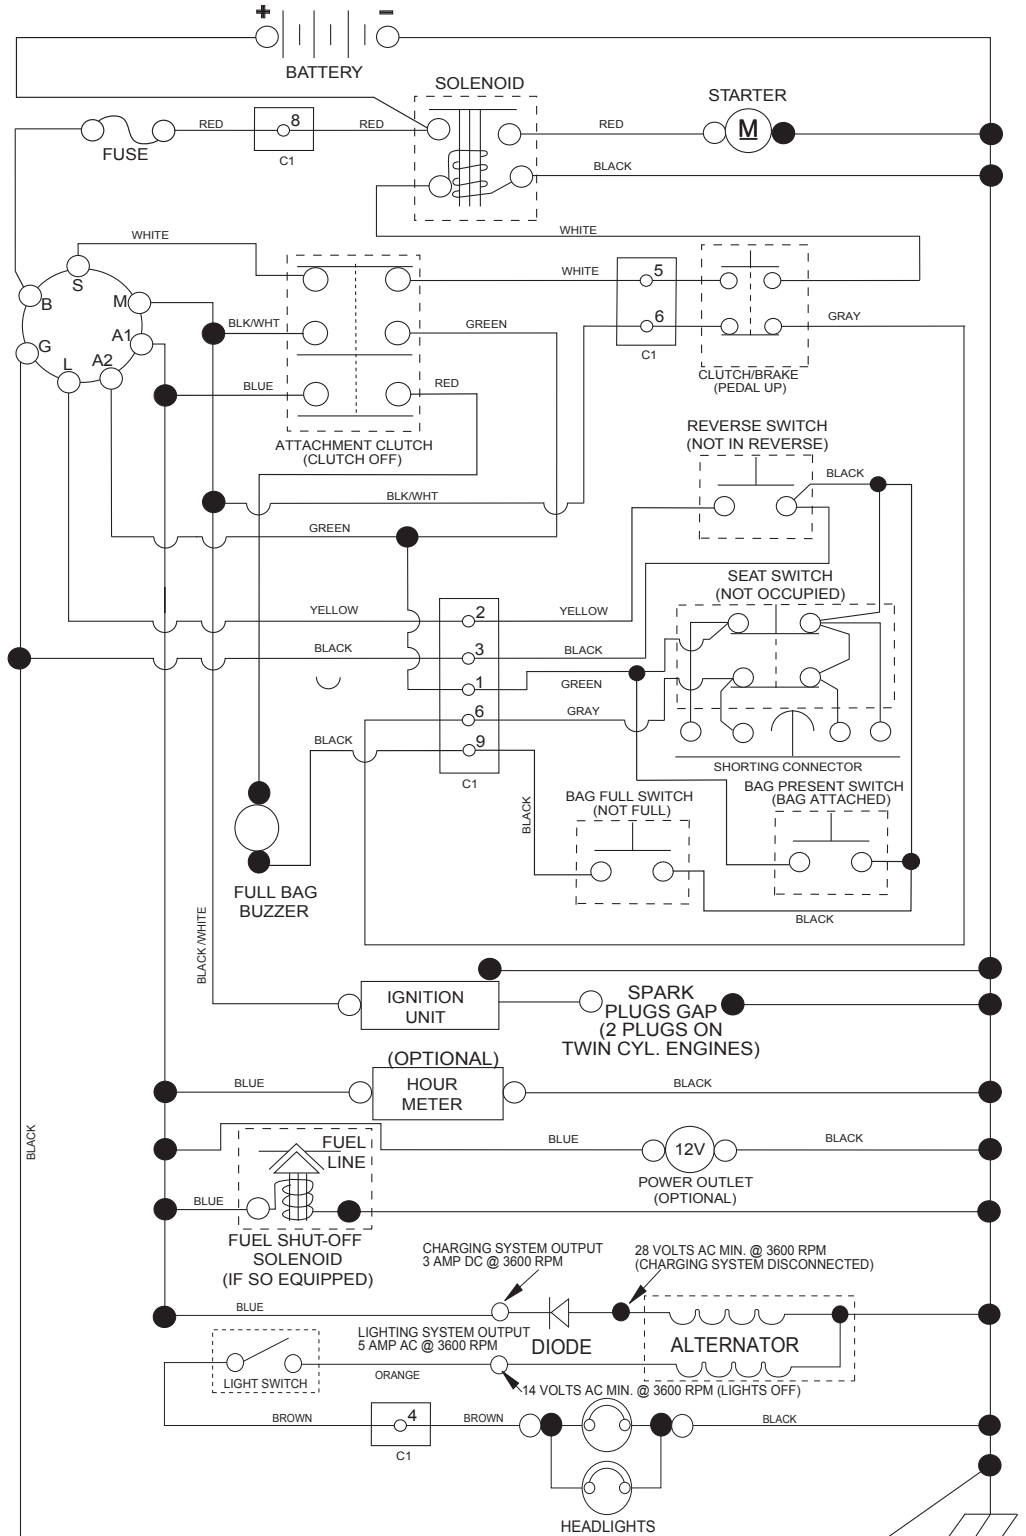 + −
BATTERY
SOLENOID
STARTER
RED
8
RED
RED
M
FUSE
C1
BLACK
WHITE
WHITE
S
WHITE
5
B
M
BLK/WHT
GREEN
6
GRAY
A1
G
C1
L
A2
CLUTCH/BRAKE
(PEDAL UP)
BLUE
RED
ATTACHMENT CLUTCH
(CLUTCH OFF)
REVERSE SWITCH
(NOT IN REVERSE)
BLACK
BLK/WHT
GREEN
SEAT SWITCH
(NOT OCCUPIED)
YELLOW
2
YELLOW
BLACK
3
BLACK
1
GREEN
6
GRAY
BLACK
9
SHORTING CONNECTOR
C1
BAG FULL SWITCH
(NOT FULL)
BAG PRESENT SWITCH
(BAG ATTACHED)
BLACK
FULL BAG
BUZZER
BLACK
BLACK /WHITE
IGNITION
UNIT
SPARK
PLUGS GAP
(2 PLUGS ON
TWIN CYL. ENGINES)
(OPTIONAL)
BLUE
HOUR
METER
BLACK
BLACK
FUEL
LINE
BLUE
12V
BLACK
POWER OUTLET
(OPTIONAL)
BLUE
FUEL SHUT-OFF
SOLENOID
(IF SO EQUIPPED)
CHARGING SYSTEM OUTPUT
3 AMP DC @ 3600 RPM
28 VOLTS AC MIN. @ 3600 RPM
(CHARGING SYSTEM DISCONNECTED)
BLUE
LIGHTING SYSTEM OUTPUT
5 AMP AC @ 3600 RPM
DIODE
ALTERNATOR
LIGHT SWITCH
ORANGE
14 VOLTS AC MIN. @ 3600 RPM (LIGHTS OFF)
BROWN
4
BROWN
BLACK
C1
HEADLIGHTS